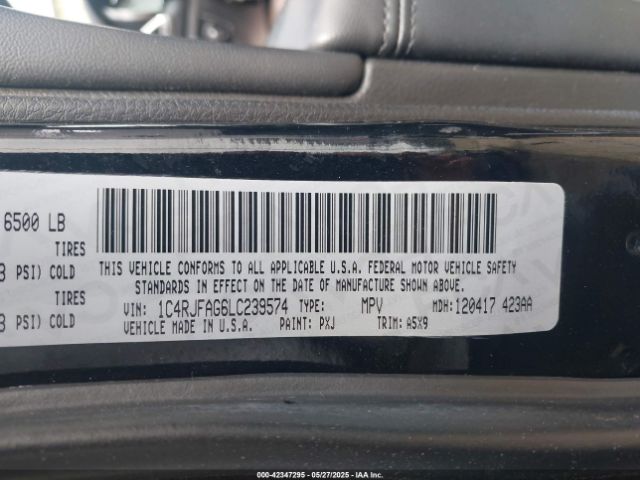 6500 LB
TIRES
PSI) COLD
TIRES
PSI) COLD
THIS VEHICLE CONFORMS TO ALL APPLICABLE U.S.A. FEDERAL MOTOR VEHICLE SAFETY
STANDARDS IN EFFECT ON THE DATE OF MANUFACTURE SHOWN ABOVE.
VIN: 1C4RJFAG6LC239574 TYPE: MPV MDH: 120417 423AA
VEHICLE MADE IN U.S.A. PAINT: PXJ TRIM: A5X9
000-42347295 - 05/27/2025 - IAA Inc.